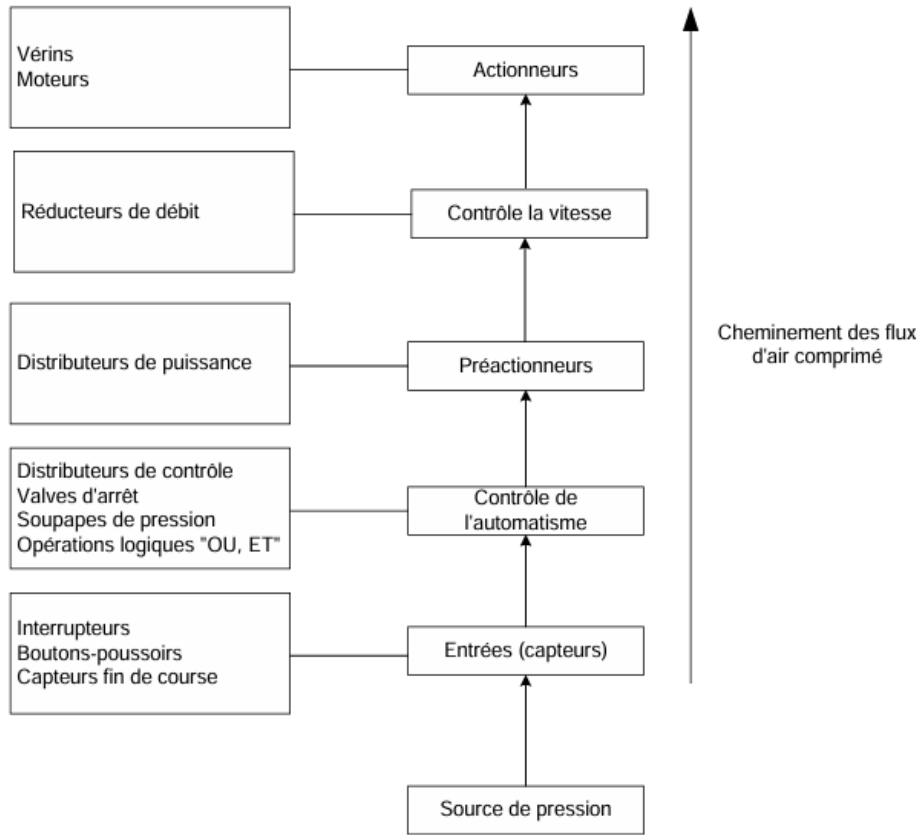 Vérins
Moteurs
Actionneurs
Réducteurs de débit
Contrôle la vitesse
Distributeurs de puissance
Préactionneurs
Cheminement des flux
d'air comprimé
Distributeurs de contrôle
Valves d'arrêt
Soupapes de pression
Opérations logiques "OU, ET"
Contrôle de
l'automatisme
Interrupteurs
Boutons-poussoirs
Capteurs fin de course
Entrées (capteurs)
Source de pression